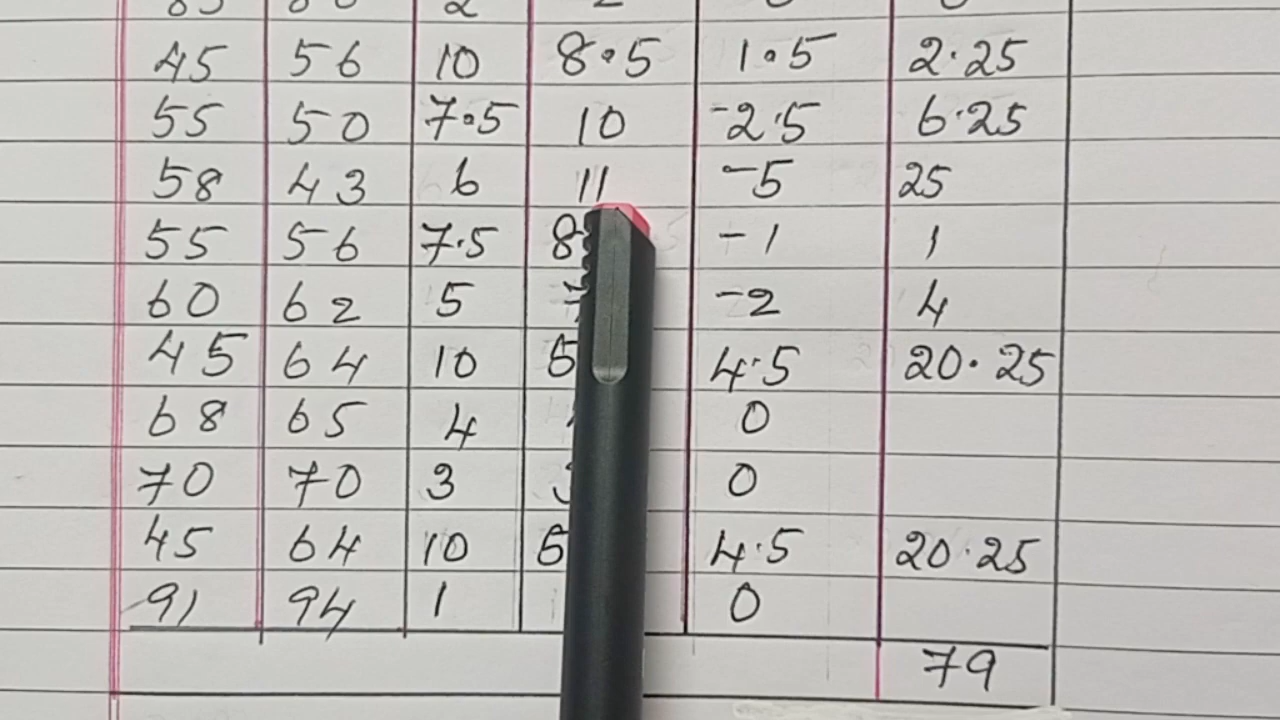 45 56 10 8.5 1.5 2.25
55 50 7.5 10 -2.5 6.25
58 43 6 11 -5 25
55 56 7.5 8 -1 1
60 62 5 -2 4
45 64 10 5 4.5 20.25
68 65 4 0
70 70 3 0
45 64 10 5 4.5 20.25
91 94 1 0
79